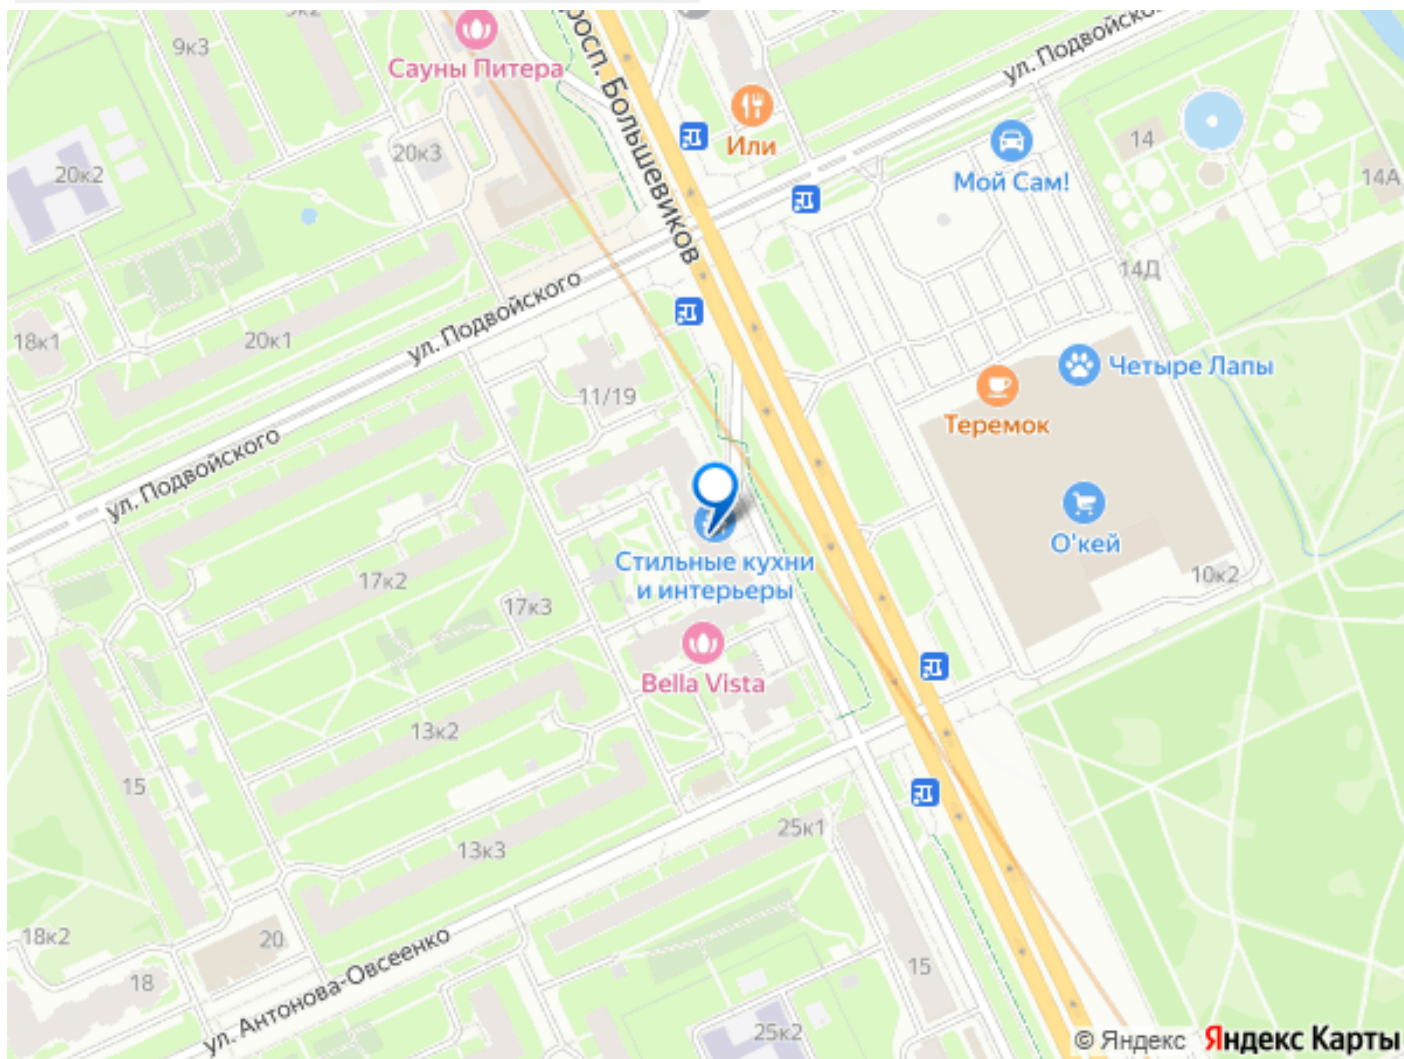 9к3
Сауны Питера
просп. Большевиков
ул. Подвойско
Или
Мой Сам!
14
14А
20к3
20к2
14Д
ул. Подвойского
18к1
20к1
11/19
Четыре Лапы
Теремок
ул. Подвойского
О'кей
10к2
Стильные кухни
и интерьеры
17к2
17к3
Bella Vista
13к2
15
25к1
13к3
18к2
20
ул. Антонова-Овсеенко
18
15
25к2
© Яндекс Яндекс Карты